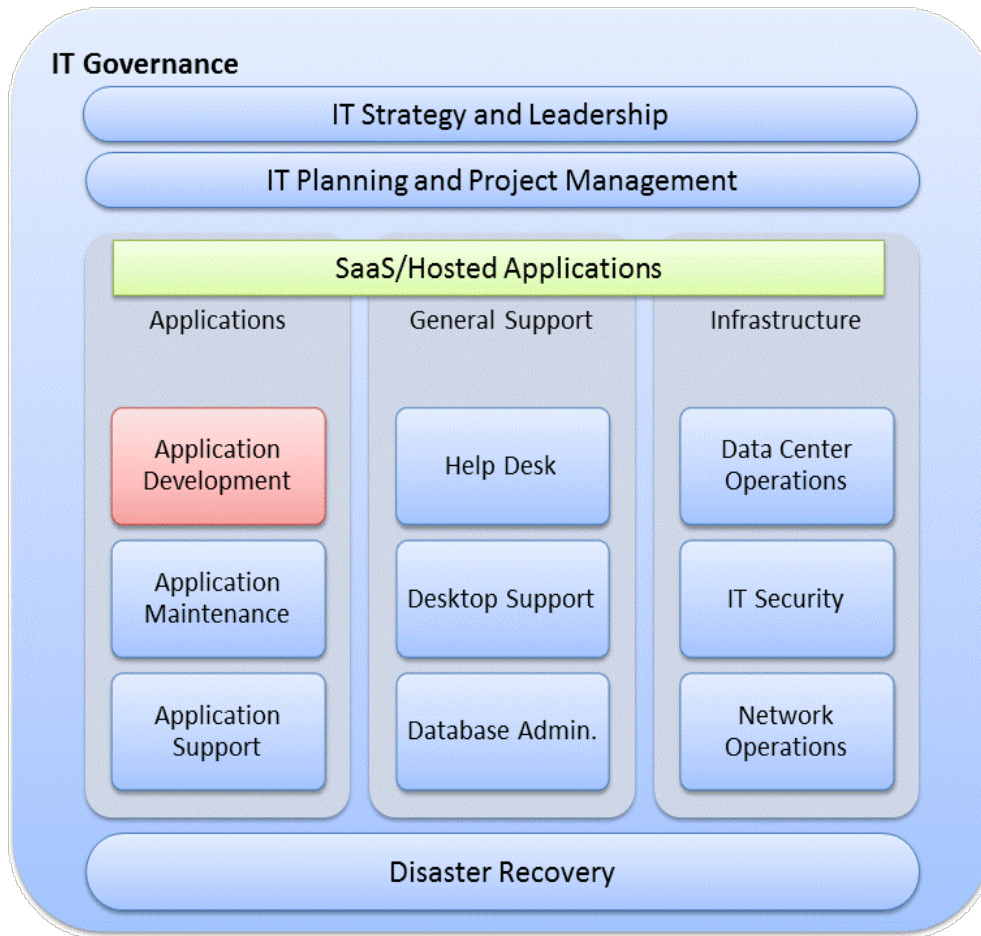 IT Governance
IT Strategy and Leadership
IT Planning and Project Management
SaaS/Hosted Applications
Applications
General Support
Infrastructure
Application
Development
Help Desk
Data Center
Operations
Application
Maintenance
Desktop Support
IT Security
Application
Support
Database Admin.
Network
Operations
Disaster Recovery